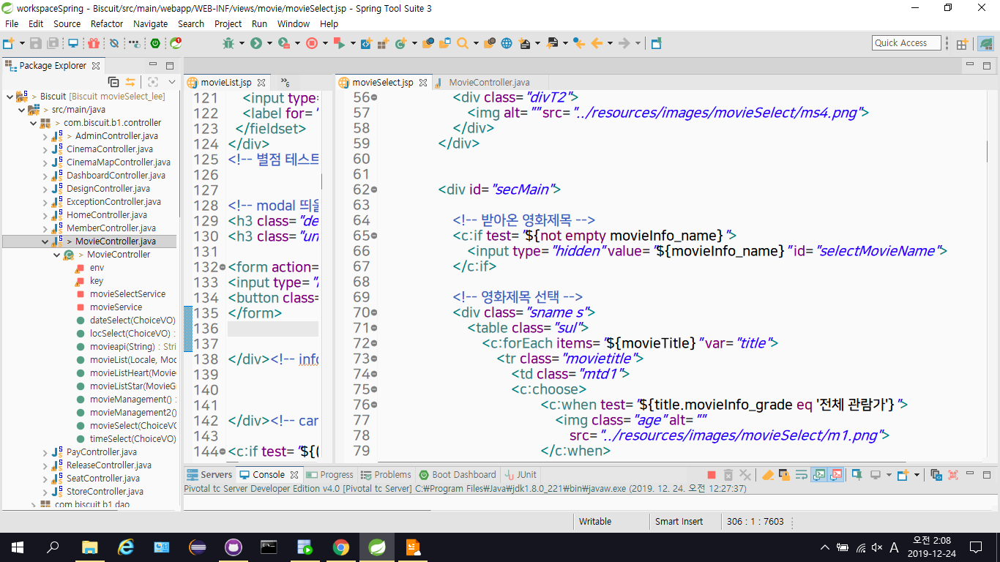 workspaceSpring - Biscuit/src/main/webapp/WEB-INF/views/movie/movieSelect.jsp - Spring Tool Suite 3
File Edit Source Refactor Navigate Search Project Run Window Help
Quick Access
Package Explorer
> Biscuit [Biscuit movieSelect_lee]
> src/main/java
> com.biscuit.b1.controller
> AdminController.java
CinemaController.java
CinemaMapController.java
DashboardController.java
DesignController.java
ExceptionController.java
HomeController.java
MemberController.java
> MovieController.java
> MovieController
env
key
movieSelectService
movieService
dateSelect(ChoiceVO)
locSelect(ChoiceVO) :
movieapi(String) : Stri
movieList(Locale, Mod
movieListHeart(Movie
movieListStar(MovieG
movieManagement() :
movieManagement2()
movieSelect(ChoiceVO
timeSelect(ChoiceVO)
PayController.java
ReleaseController.java
SeatController.java
StoreController.java
com.biscuit.b1.dao
movieList.jsp
6
121 <input type=
122 <label for="
123 </fieldset>
124 </div>
125 <!-- 별점 테스트
126
127
128 <!-- modal 띄울
129 <h3 class="de
130 <h3 class="un
131
132 <form action=
133 <input type="
134 <button class=
135 </form>
136
137
138 </div><!-- info
139
140
141
142 </div><!-- car
143
144 <c:if test="${(
movieSelect.jsp
MovieController.java
56 <div class="divT2">
57 <img alt="" src="../resources/images/movieSelect/ms4.png">
58 </div>
59 </div>
60
61
62 <div id="secMain">
63
64 <!-- 받아온 영화제목 -->
65 <c:if test="${not empty movieInfo_name}">
66 <input type="hidden" value="${movieInfo_name}" id="selectMovieName">
67 </c:if>
68
69 <!-- 영화제목 선택 -->
70 <div class="sname s">
71 <table class="sul">
72 <c:forEach items="${movieTitle}" var="title">
73 <tr class="movietitle">
74 <td class="mtd1">
75 <c:choose>
76 <c:when test="${title.movieInfo_grade eq '전체 관람가'}">
77 <img class="age" alt=""
78 src="../resources/images/movieSelect/m1.png">
79 </c:when>
Servers Console Progress Problems Boot Dashboard JUnit
Pivotal tc Server Developer Edition v4.0 [Pivotal tc Server] C:₩Program Files₩Java₩jdk1.8.0_221₩bin₩javaw.exe (2019. 12. 24. 오전 12:27:37)
Writable Smart Insert 306 : 1 : 7603
A
오전 2:08
2019-12-24